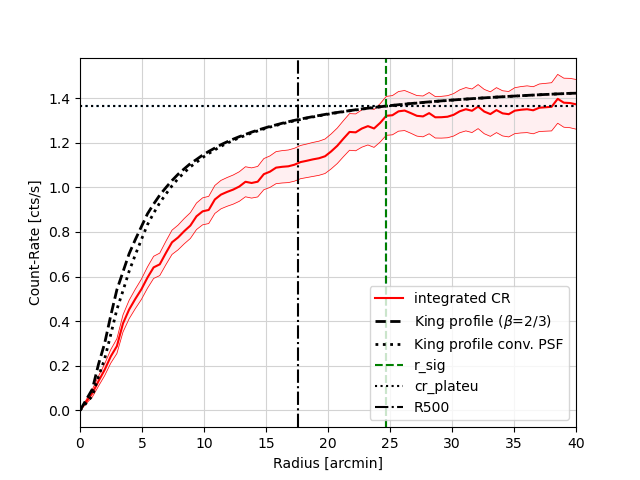 1.4
1.2
1.0
0.8
0.6
0.4
0.2
0.0
Count-Rate [cts/s]
integrated CR
King profile (β=2/3)
King profile conv. PSF
r_sig
cr_plateu
R500
0 5 10 15 20 25 30 35 40
Radius [arcmin]